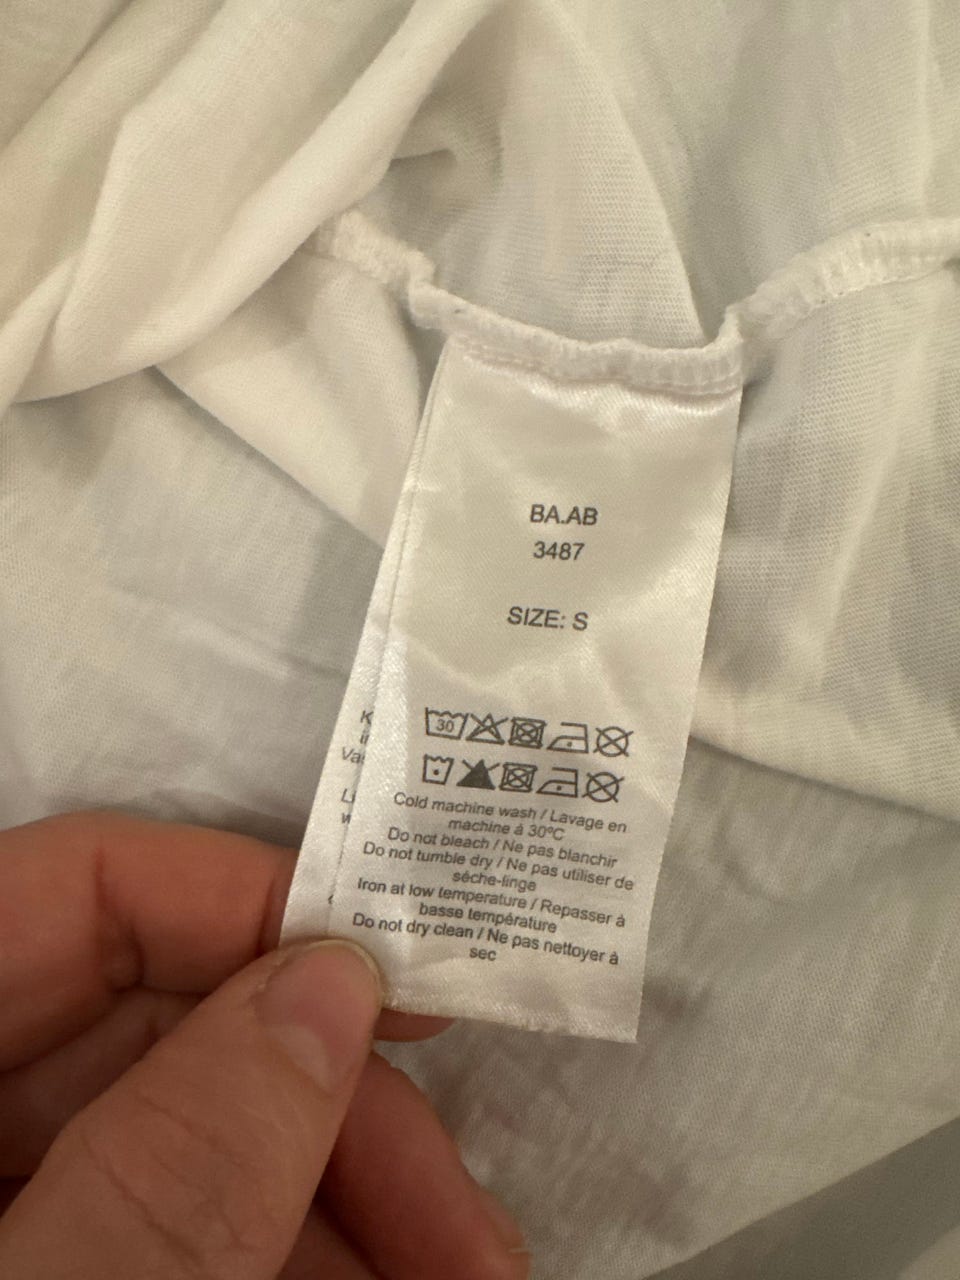 BA.AB
3487
SIZE: S
30
Cold machine wash / Lavage en
machine à 30ºC
Do not bleach / Ne pas blanchir
Do not tumble dry / Ne pas utiliser de
sèche-linge
Iron at low temperature / Repasser à
basse température
Do not dry clean / Ne pas nettoyer à
sec